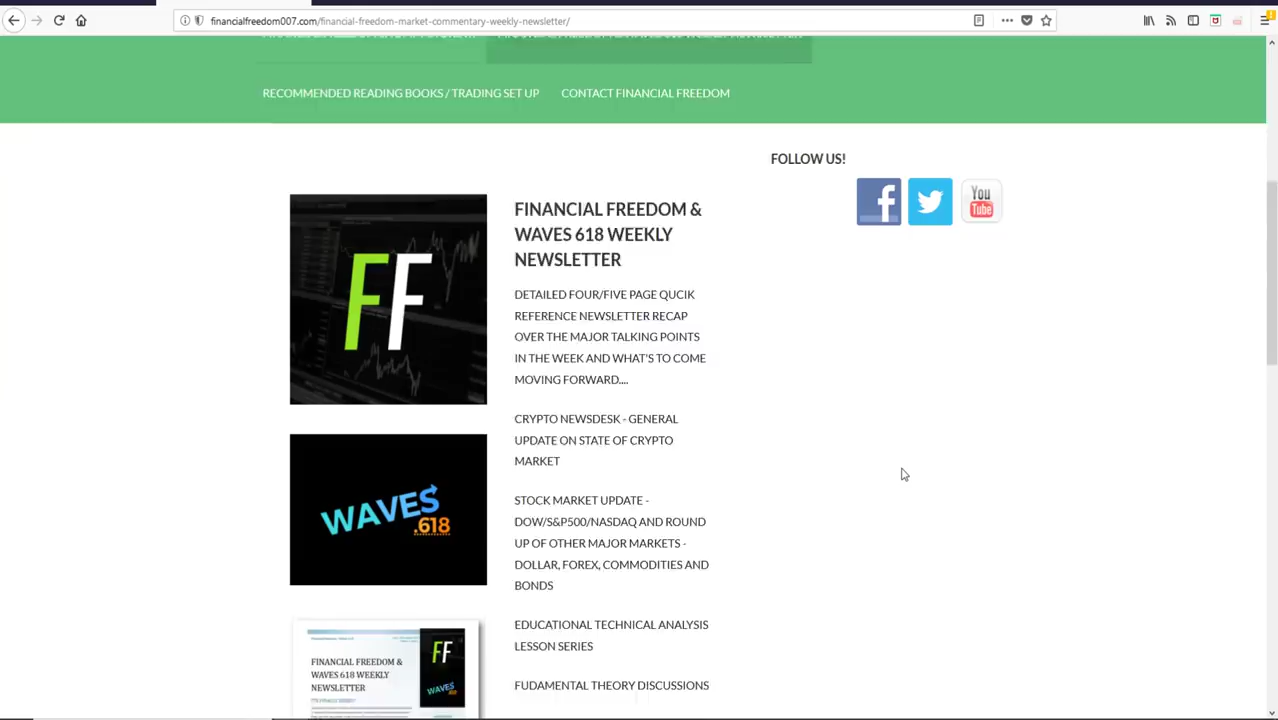 financialfreedom007.com/financial-freedom-market-commentary-weekly-newsletter/
RECOMMENDED READING BOOKS / TRADING SET UP
CONTACT FINANCIAL FREEDOM
FOLLOW US!
f
You
Tube
FF
FINANCIAL FREEDOM &
WAVES 618 WEEKLY
NEWSLETTER
DETAILED FOUR/FIVE PAGE QUCIK
REFERENCE NEWSLETTER RECAP
OVER THE MAJOR TALKING POINTS
IN THE WEEK AND WHAT'S TO COME
MOVING FORWARD....
CRYPTO NEWSDESK - GENERAL
UPDATE ON STATE OF CRYPTO
MARKET
WAVES
.618
STOCK MARKET UPDATE -
DOW/S&P500/NASDAQ AND ROUND
UP OF OTHER MAJOR MARKETS -
DOLLAR, FOREX, COMMODITIES AND
BONDS
EDUCATIONAL TECHNICAL ANALYSIS
LESSON SERIES
FUDAMENTAL THEORY DISCUSSIONS
FINANCIAL FREEDOM &
WAVES 618 WEEKLY
NEWSLETTER
FF
WAVES